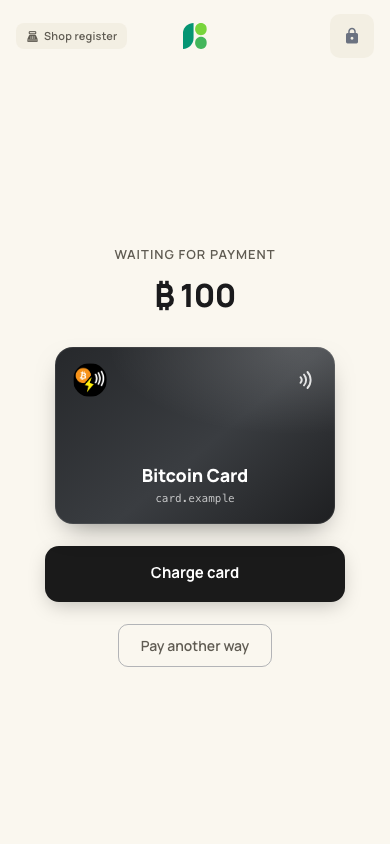 Shop register
WAITING FOR PAYMENT
₿ 100
Bitcoin Card
card.example
Charge card
Pay another way